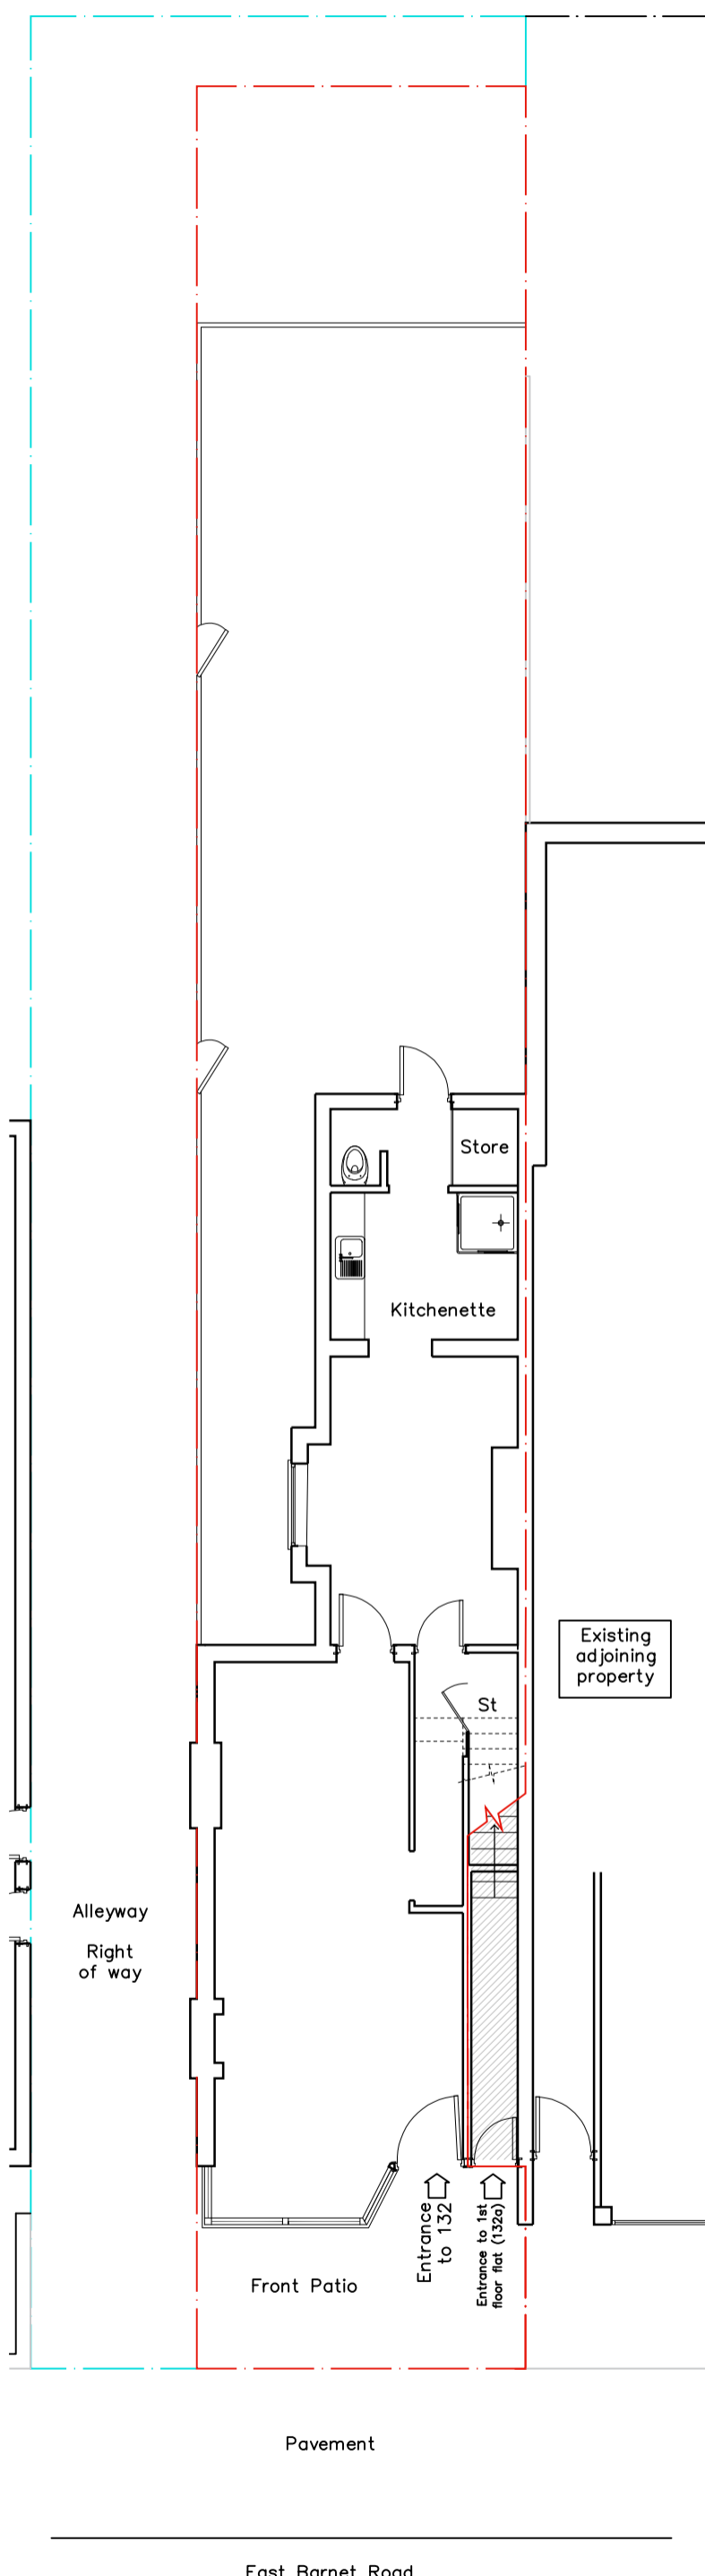 Store
Kitchenette
Existing
adjoining
property
St
Alleyway
Right
of way
Entrance
to 132
Entrance to 1st
floor flat (132a)
Front Patio
Pavement
East Barnet Road